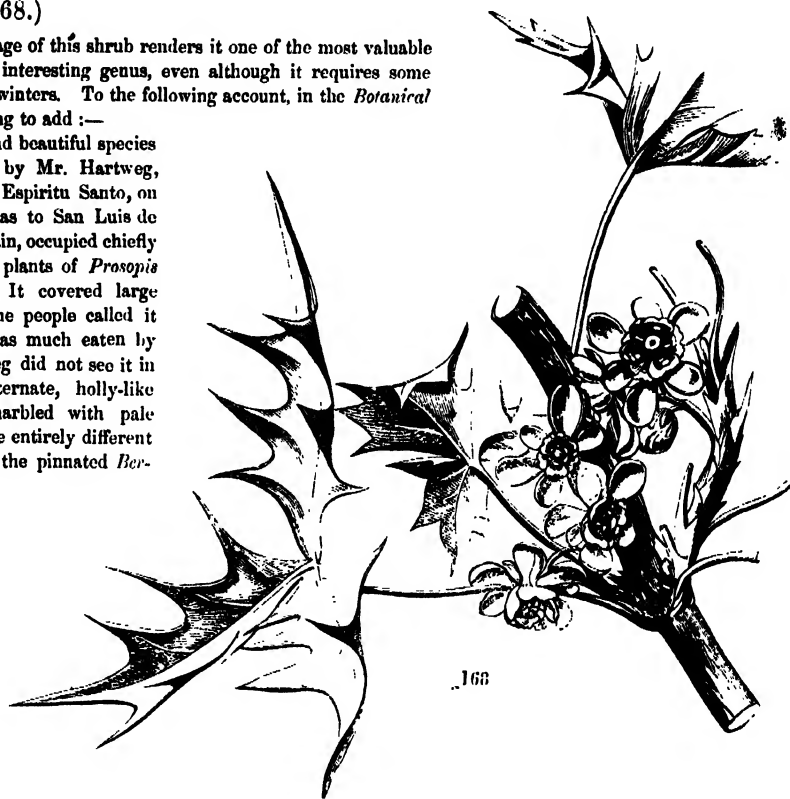 68.)
age of this shrub renders it one of the most valuable
interesting genus, even although it requires some
winters. To the following account, in the Botanical
ng to add :—
nd beautiful species
by Mr. Hartweg,
Espiritu Santo, on
as to San Luis de
in, occupied chiefly
plants of Prosopis
It covered large
ne people called it
as much eaten by
eg did not see it in
ternate, holly-like
marbled with pale
e entirely different
the pinnated Ber-
168